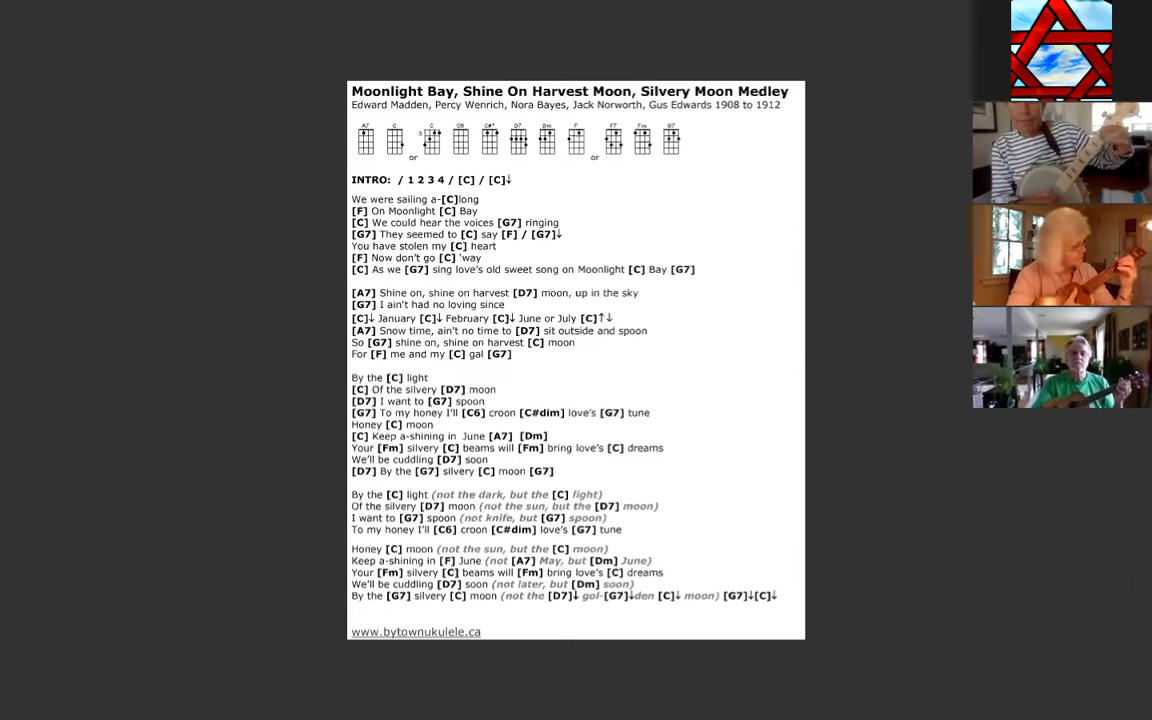 Moonlight Bay, Shine On Harvest Moon, Silvery Moon Medley
Edward Madden, Percy Wenrich, Nora Bayes, Jack Norworth, Gus Edwards 1908 to 1912
A7 C C C6 C#° D7 Dm F F7 Fm G7
3
or or
INTRO: / 1 2 3 4 / [C] / [C]↓
We were sailing a-[C]long
[F] On Moonlight [C] Bay
[C] We could hear the voices [G7] ringing
[G7] They seemed to [C] say [F] / [G7]↓
You have stolen my [C] heart
[F] Now don't go [C] 'way
[C] As we [G7] sing love's old sweet song on Moonlight [C] Bay [G7]
[A7] Shine on, shine on harvest [D7] moon, up in the sky
[G7] I ain't had no loving since
[C]↓ January [C]↓ February [C]↓ June or July [C]↑↓
[A7] Snow time, ain't no time to [D7] sit outside and spoon
So [G7] shine on, shine on harvest [C] moon
For [F] me and my [C] gal [G7]
By the [C] light
[C] Of the silvery [D7] moon
[D7] I want to [G7] spoon
[G7] To my honey I'll [C6] croon [C#dim] love's [G7] tune
Honey [C] moon
[C] Keep a-shining in June [A7] [Dm]
Your [Fm] silvery [C] beams will [Fm] bring love's [C] dreams
We'll be cuddling [D7] soon
[D7] By the [G7] silvery [C] moon [G7]
By the [C] light (not the dark, but the [C] light)
Of the silvery [D7] moon (not the sun, but the [D7] moon)
I want to [G7] spoon (not knife, but [G7] spoon)
To my honey I'll [C6] croon [C#dim] love's [G7] tune
Honey [C] moon (not the sun, but the [C] moon)
Keep a-shining in [F] June (not [A7] May, but [Dm] June)
Your [Fm] silvery [C] beams will [Fm] bring love's [C] dreams
We'll be cuddling [D7] soon (not later, but [Dm] soon)
By the [G7] silvery [C] moon (not the [D7]↓ gol-[G7]↓den [C]↓ moon) [G7]↓[C]↓
www.bytownukulele.ca